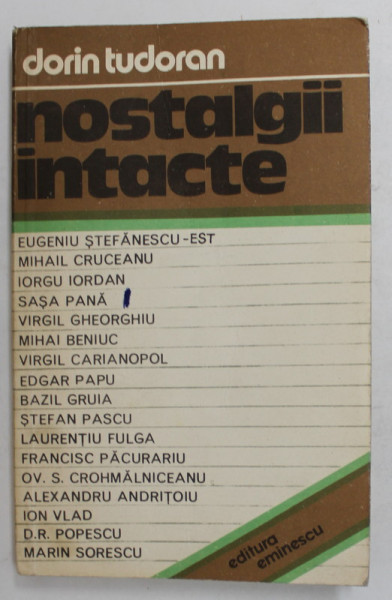 dorin tudoran
nostalgii
intacte
EUGENIU ȘTEFĂNESCU-EST
MIHAIL CRUCEANU
IORGU IORDAN
SAȘA PANĂ
VIRGIL GHEORGHIU
MIHAI BENIUC
VIRGIL CARIANOPOL
EDGAR PAPU
BAZIL GRUIA
ȘTEFAN PASCU
LAURENȚIU FULGA
FRANCISC PĂCURARIU
OV. S. CROHMĂLNICEANU
ALEXANDRU ANDRIȚOIU
ION VLAD
D.R. POPESCU
MARIN SORESCU
editura
eminescu